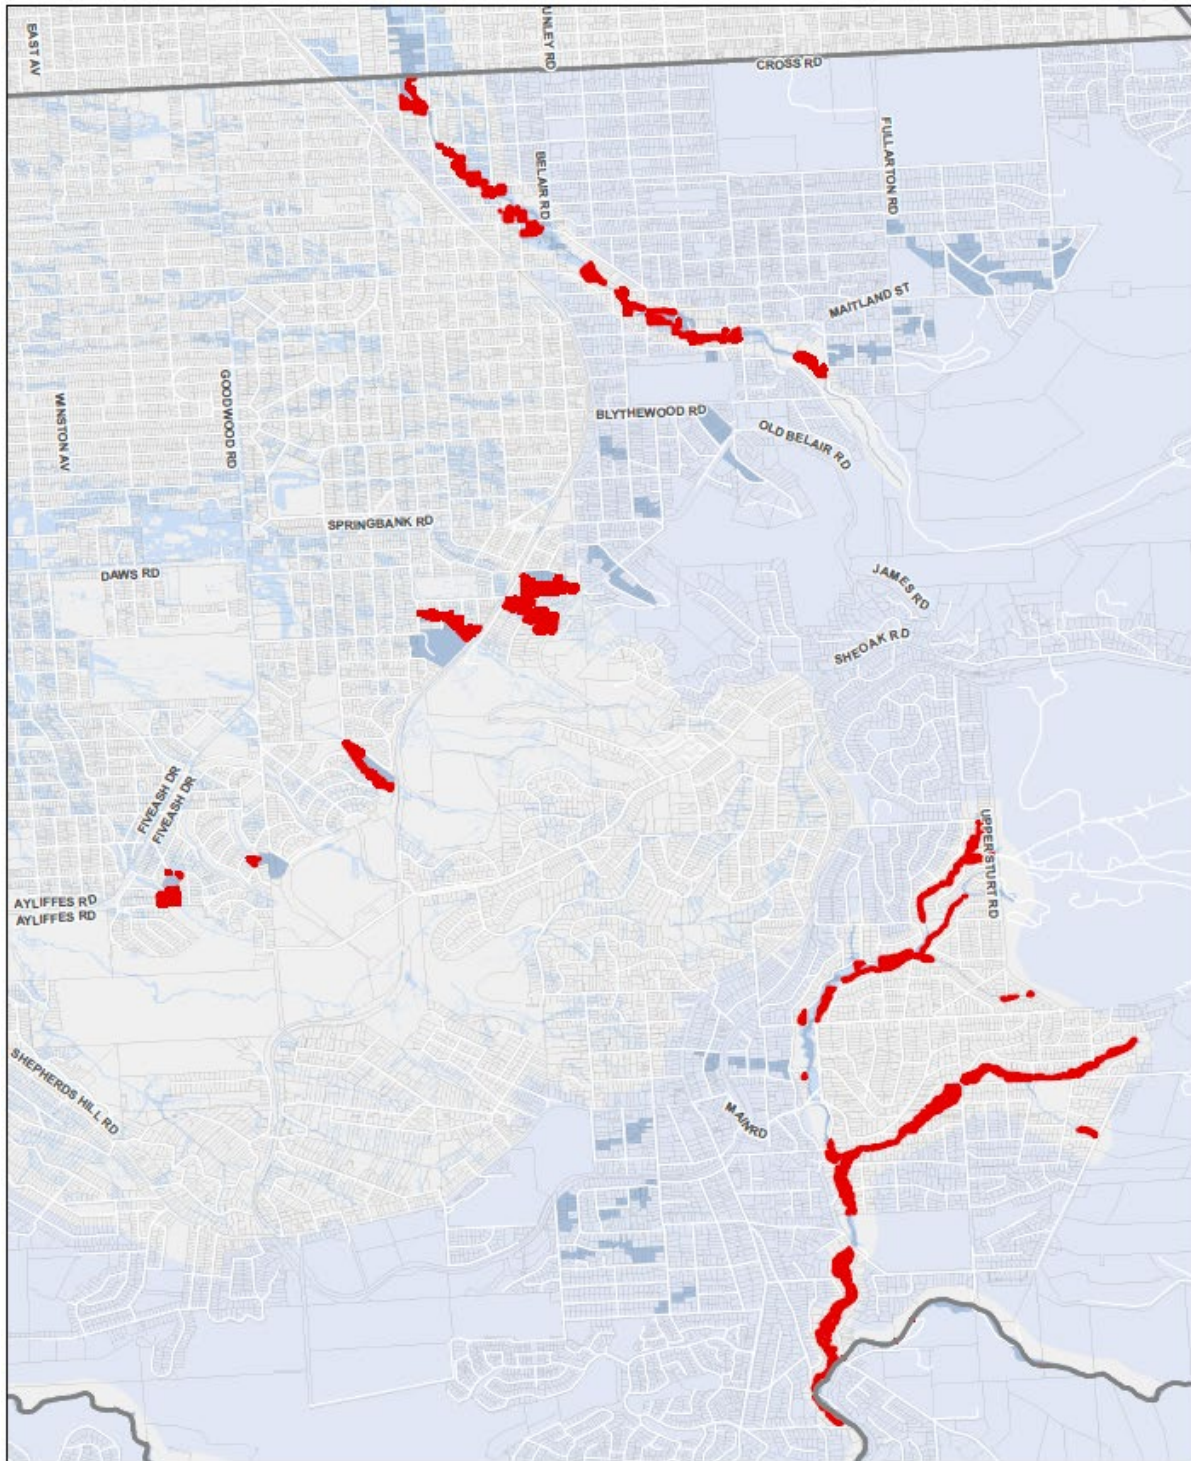 EAST AV
UNLEY RD
CROSS RD
BELAIR RD
FULLARTON RD
MAITLAND ST
GOODWOOD RD
WINSTON AV
BLYTHEWOOD RD
OLD BELAIR RD
SPRINGBANK RD
DAWS RD
JAMES RD
SHEOAK RD
FIVEASH DR
FIVEASH DR
UPPER STURT RD
AYLIFFES RD
AYLIFFES RD
SHEPHERDS HILL RD
MAIN RD